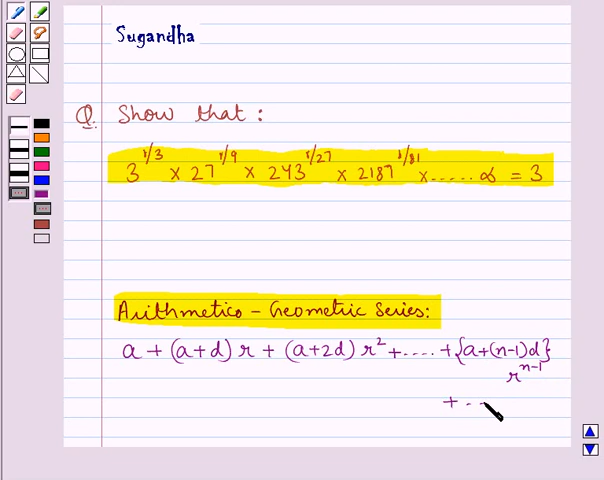 Sugandha
Q. Show that :
3^{1/3} × 27^{1/9} × 243^{1/27} × 2187^{1/81} × ..... ∝ = 3
Arithmetico - Geometric Series:
a + (a+d) r + (a+2d) r² + .... + {a+(n-1)d}
r^{n-1}
+ ...